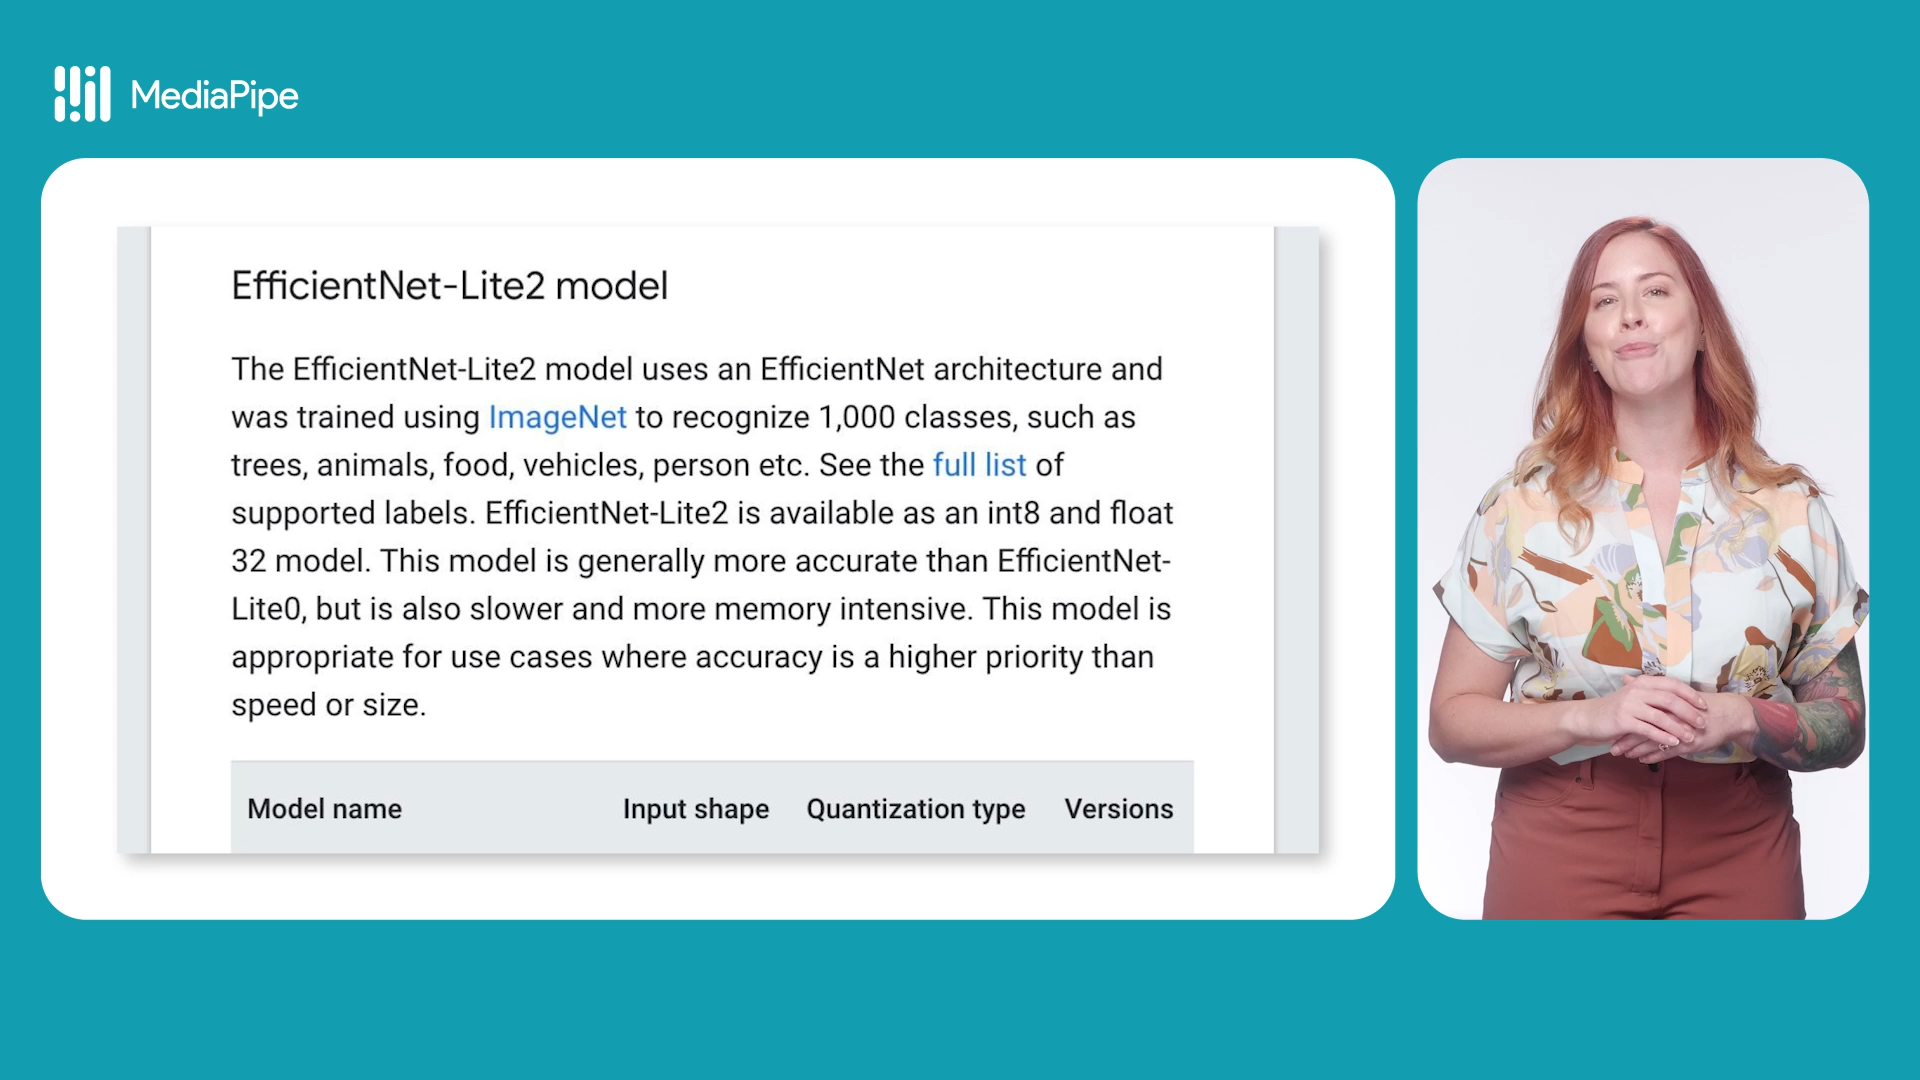 MediaPipe
EfficientNet-Lite2 model
The EfficientNet-Lite2 model uses an EfficientNet architecture and
was trained using ImageNet to recognize 1,000 classes, such as
trees, animals, food, vehicles, person etc. See the full list of
supported labels. EfficientNet-Lite2 is available as an int8 and float
32 model. This model is generally more accurate than EfficientNet-
Lite0, but is also slower and more memory intensive. This model is
appropriate for use cases where accuracy is a higher priority than
speed or size.
Model name Input shape Quantization type Versions